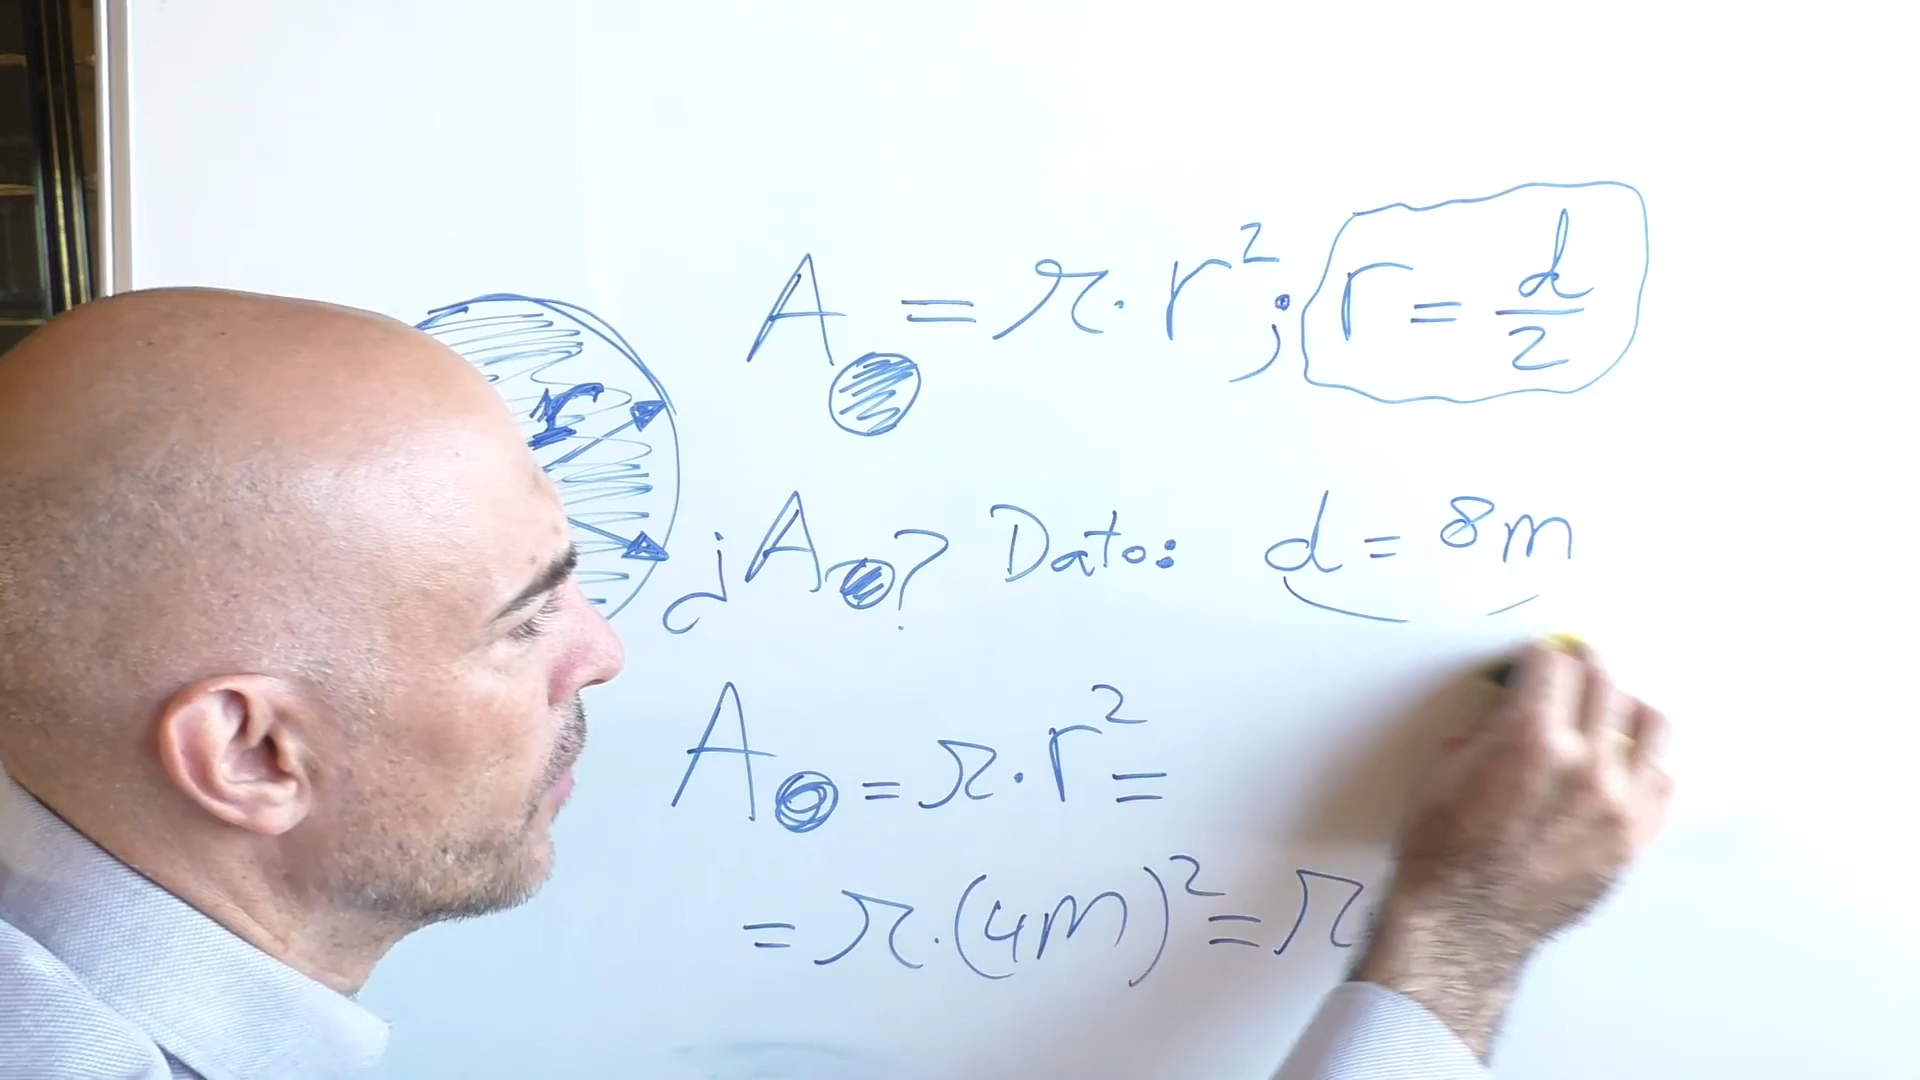 A = π · r²; r = d/2
r
¿A? Dato: d = 8m
A = π · r² =
= π · (4m)² = π